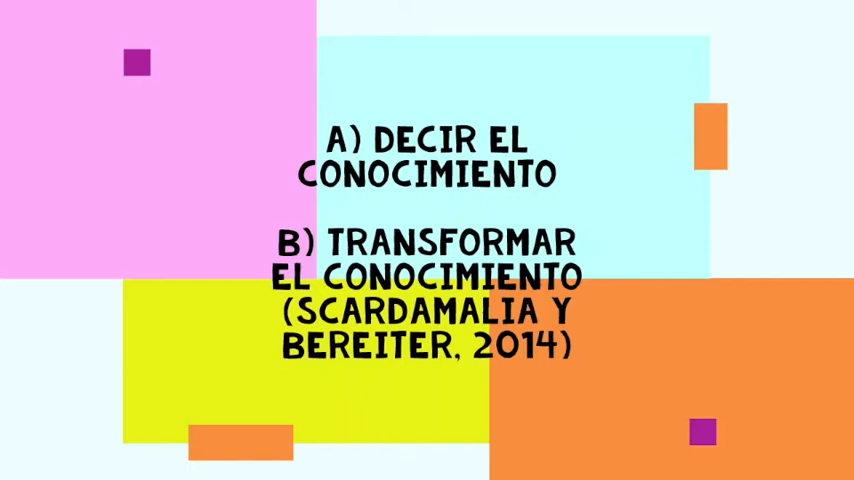 A) DECIR EL
CONOCIMIENTO
B) TRANSFORMAR
EL CONOCIMIENTO
(SCARDAMALIA Y
BEREITER, 2014)